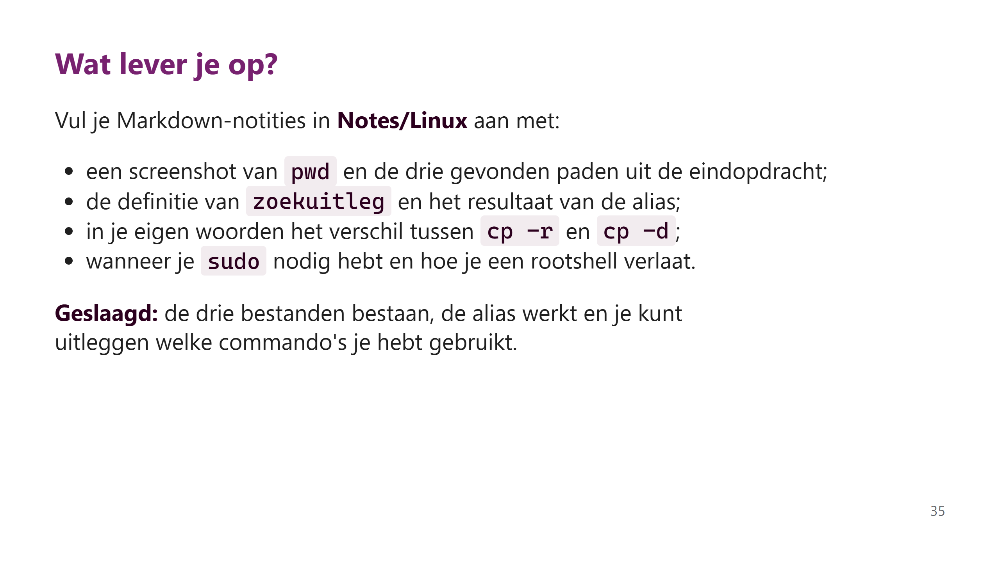 Wat lever je op?
Vul je Markdown-notities in Notes/Linux aan met:
• een screenshot van pwd en de drie gevonden paden uit de eindopdracht;
• de definitie van zoekuitleg en het resultaat van de alias;
• in je eigen woorden het verschil tussen cp -r en cp -d;
• wanneer je sudo nodig hebt en hoe je een rootshell verlaat.
Geslaagd: de drie bestanden bestaan, de alias werkt en je kunt
uitleggen welke commando's je hebt gebruikt.
35